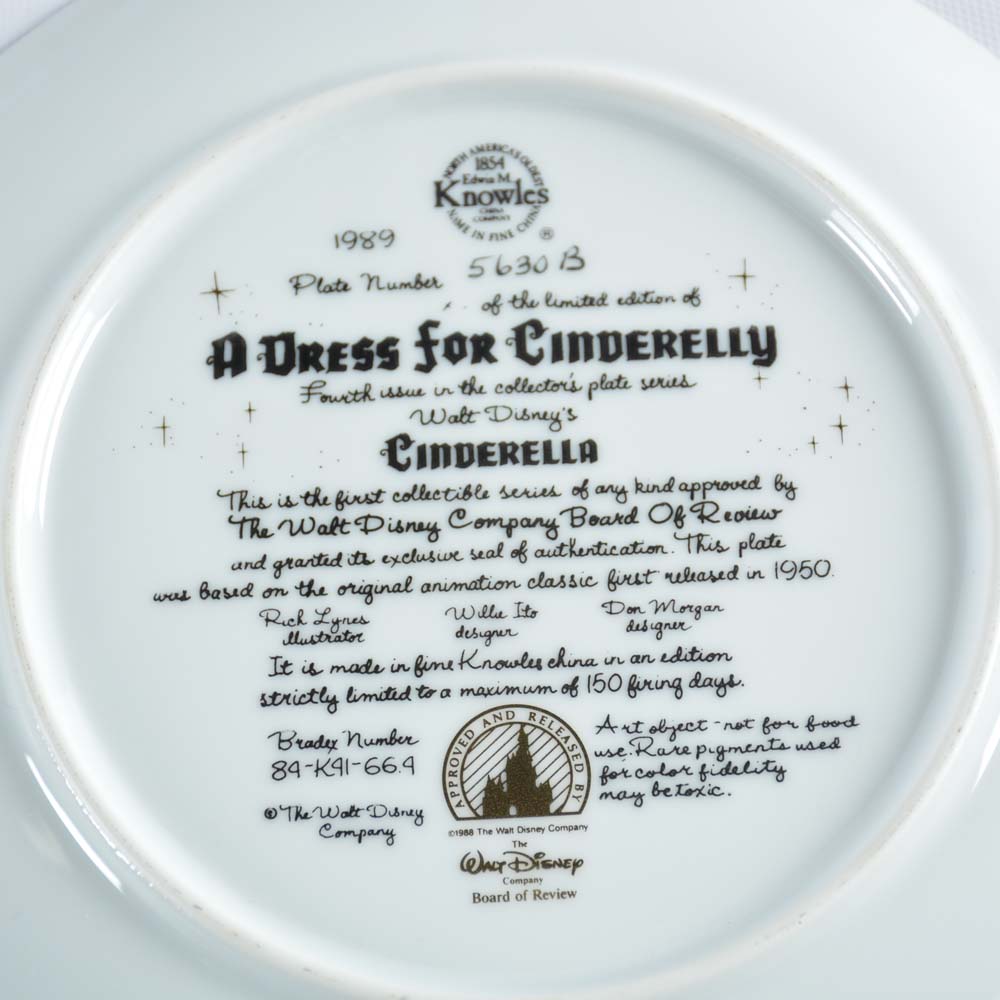 NORTH AMERICA'S OLDEST
1854
Edwin M.
Knowles
CHINA
COMPANY
NAME IN FINE CHINA
®
1989
Plate Number 5630 B
of the limited edition of
A DRESS FOR CINDERELLY
Fourth issue in the collector's plate series
Walt Disney's
CINDERELLA
This is the first collectible series of any kind approved by
The Walt Disney Company Board Of Review
and granted its exclusive seal of authentication. This plate
was based on the original animation classic first released in 1950.
Rick Lynes Willie Ito Don Morgan
illustrator designer designer
It is made in fine Knowles china in an edition
strictly limited to a maximum of 150 firing days.
Bradex Number
84-K41-66.4
© The Walt Disney
Company
APPROVED AND RELEASED BY
©1988 The Walt Disney Company
The
Walt Disney
Company
Board of Review
Art object - not for food
use. Rare pigments used
for color fidelity
may be toxic.